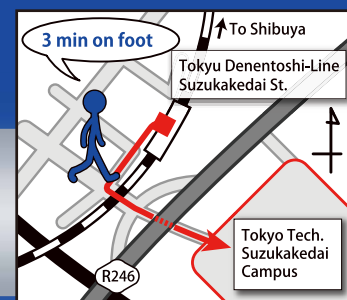 To Shibuya
3 min on foot
Tokyu Denentoshi-Line
Suzukakedai St.
Tokyo Tech.
Suzukakedai
Campus
R246